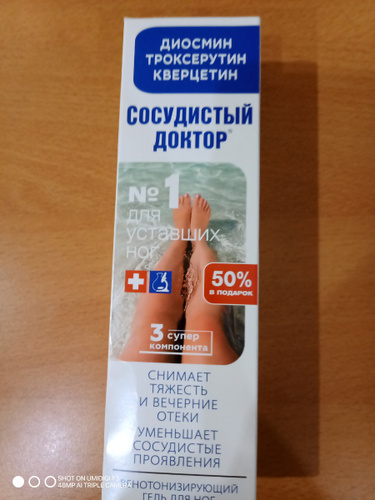 ДИОСМИН
ТРОКСЕРУТИН
КВЕРЦЕТИН
СОСУДИСТЫЙ
ДОКТОР®
№1
для
уставших
ног
50%
В ПОДАРОК
3 супер
компонента
СНИМАЕТ
ТЯЖЕСТЬ
И ВЕЧЕРНИЕ
ОТЕКИ
УМЕНЬШАЕТ
СОСУДИСТЫЕ
ПРОЯВЛЕНИЯ
ГЕЛЬ ДЛЯ НОГ
SHOT ON UMIDIGI
48MP AI TRIPLE CAMERA